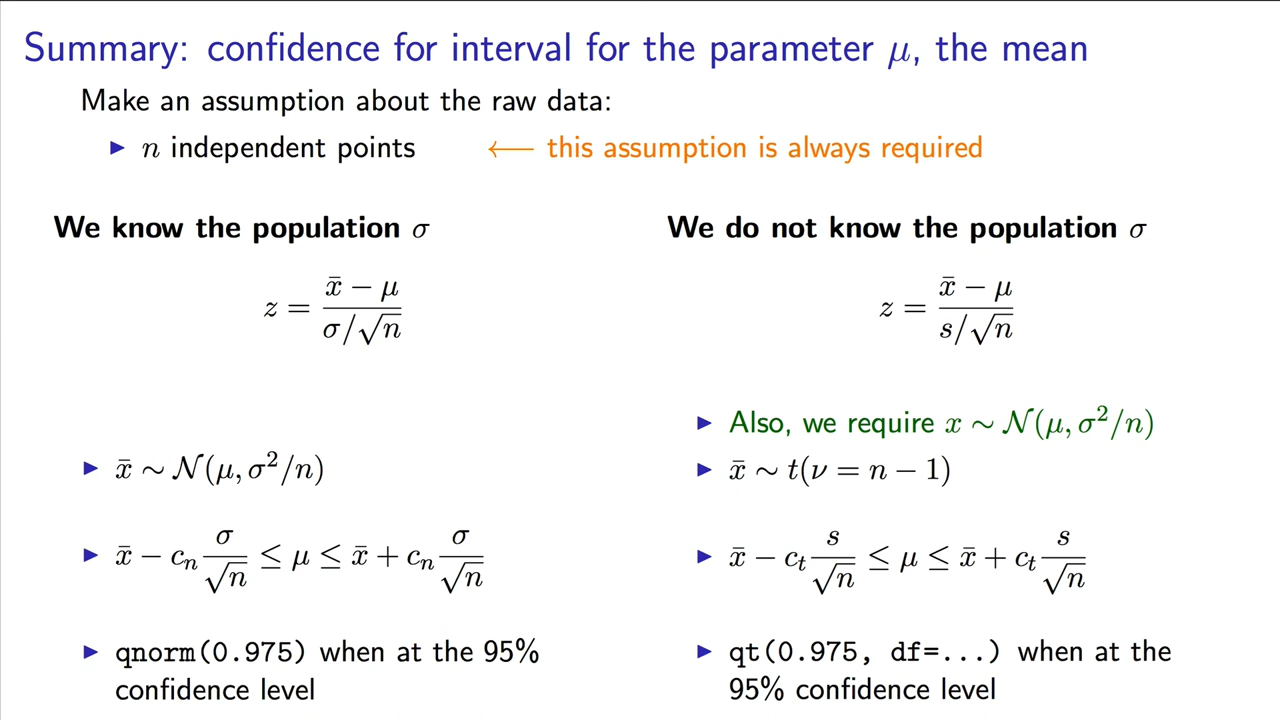 Summary: confidence for interval for the parameter μ, the mean
Make an assumption about the raw data:
▶ n independent points ⟵ this assumption is always required
We know the population σ
z = (x̄ − μ) / (σ/√n)
▶ x̄ ∼ 𝒩(μ, σ²/n)
▶ x̄ − cₙ σ/√n ≤ μ ≤ x̄ + cₙ σ/√n
▶ qnorm(0.975) when at the 95%
confidence level
We do not know the population σ
z = (x̄ − μ) / (s/√n)
▶ Also, we require x ∼ 𝒩(μ, σ²/n)
▶ x̄ ∼ t(ν = n − 1)
▶ x̄ − cₜ s/√n ≤ μ ≤ x̄ + cₜ s/√n
▶ qt(0.975, df=...) when at the
95% confidence level